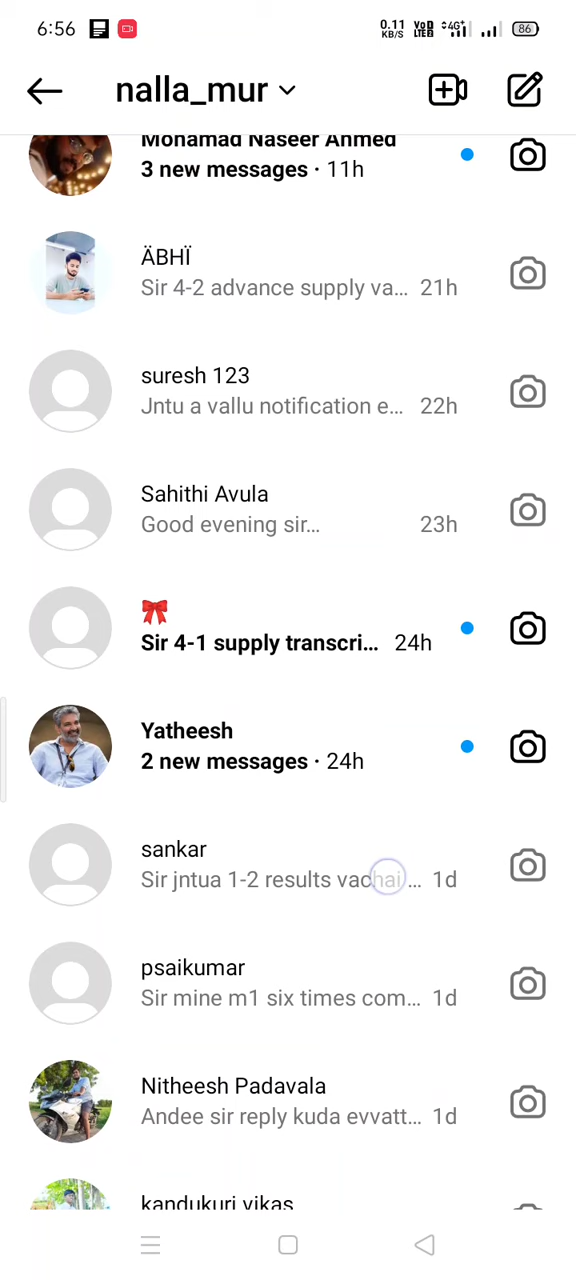 6:56
0.11 KB/S VoD LTE2 4G+ 86
nalla_mur
Mohamad Naseer Ahmed
3 new messages · 11h
ÄBHÏ
Sir 4-2 advance supply va... 21h
suresh 123
Jntu a vallu notification e... 22h
Sahithi Avula
Good evening sir... 23h
🎀
Sir 4-1 supply transcri... 24h
Yatheesh
2 new messages · 24h
sankar
Sir jntua 1-2 results vachai ... 1d
psaikumar
Sir mine m1 six times com... 1d
Nitheesh Padavala
Andee sir reply kuda evvatt... 1d
kandukuri vikas